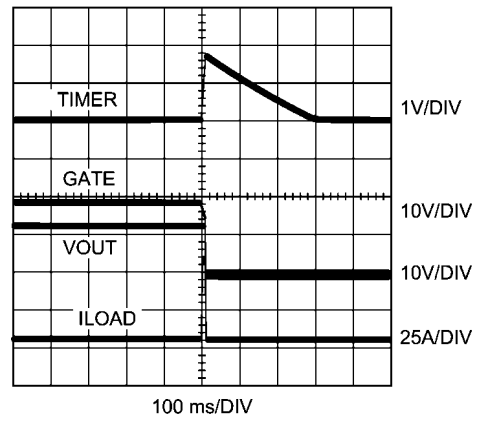 TIMER
1V/DIV
GATE
10V/DIV
VOUT
10V/DIV
ILOAD
25A/DIV
100 ms/DIV